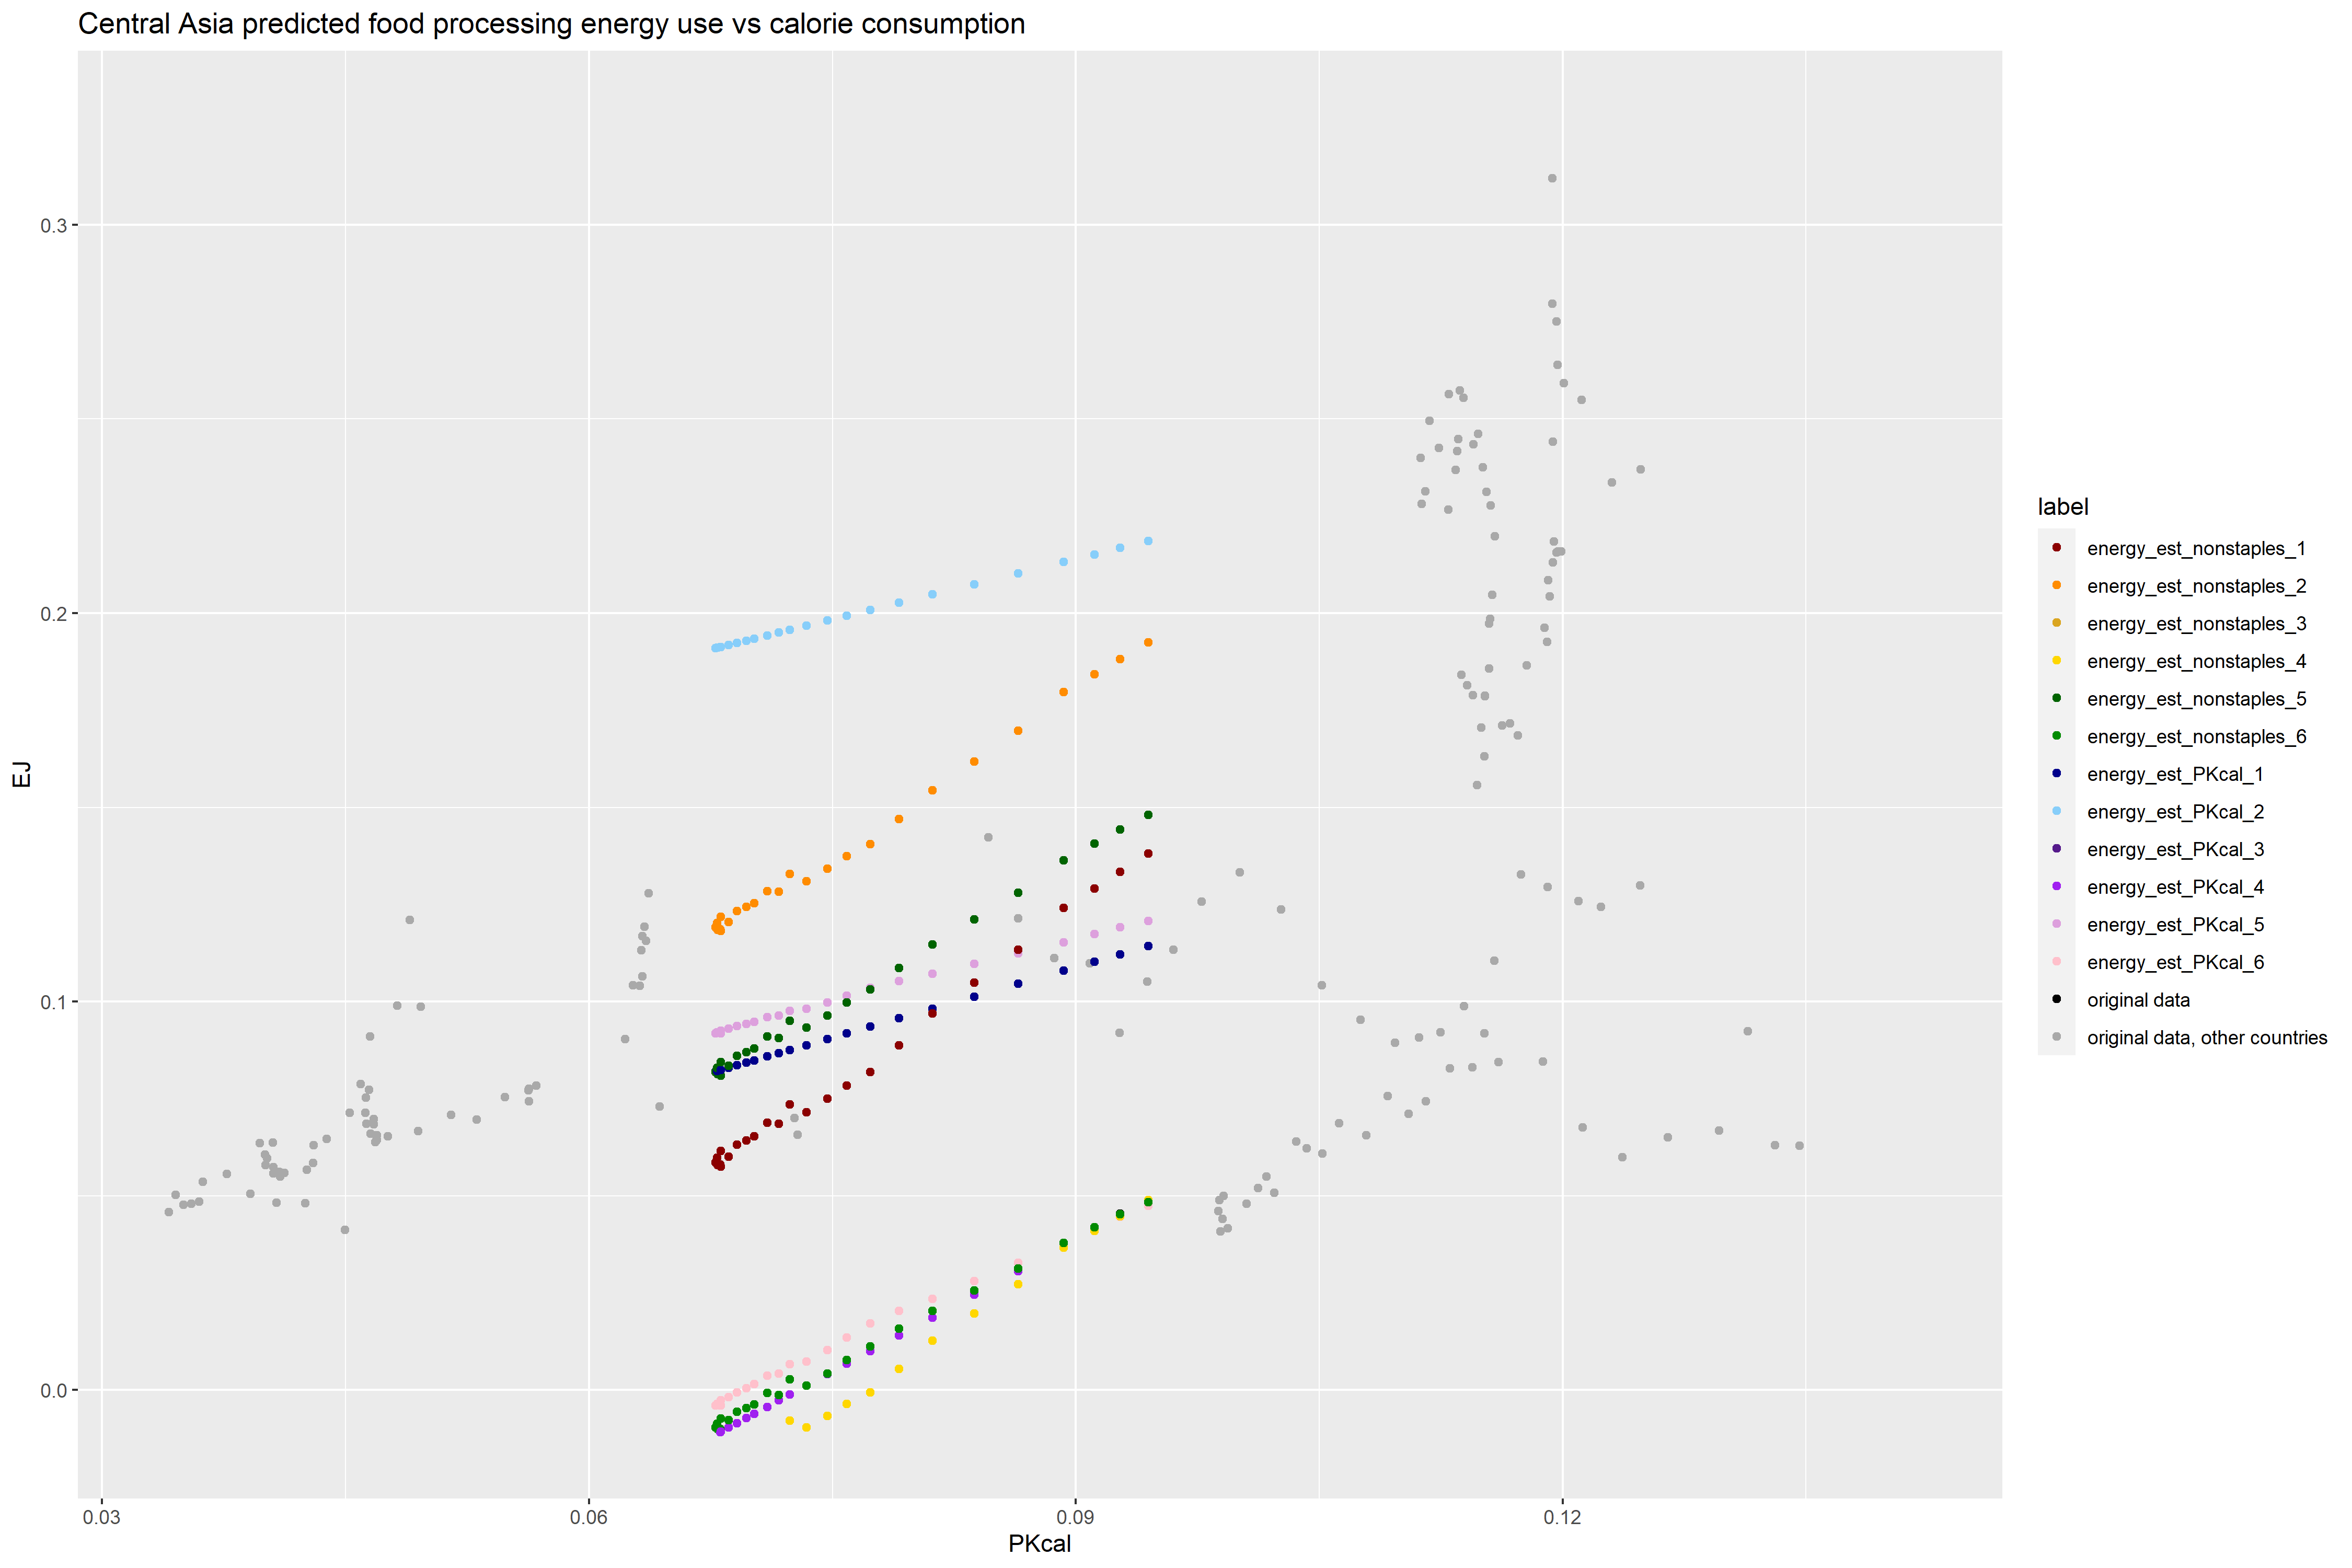 Central Asia predicted food processing energy use vs calorie consumption
0.3
0.2
0.1
0.0
EJ
0.03
0.06
0.09
0.12
PKcal
label
energy_est_nonstaples_1
energy_est_nonstaples_2
energy_est_nonstaples_3
energy_est_nonstaples_4
energy_est_nonstaples_5
energy_est_nonstaples_6
energy_est_PKcal_1
energy_est_PKcal_2
energy_est_PKcal_3
energy_est_PKcal_4
energy_est_PKcal_5
energy_est_PKcal_6
original data
original data, other countries